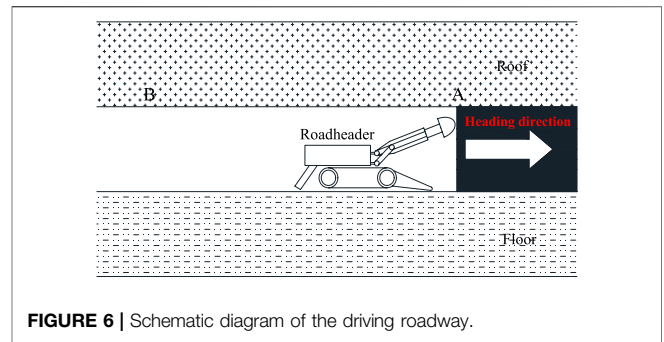 Roof
B
A
Heading direction
Roadheader
Floor
FIGURE 6 | Schematic diagram of the driving roadway.